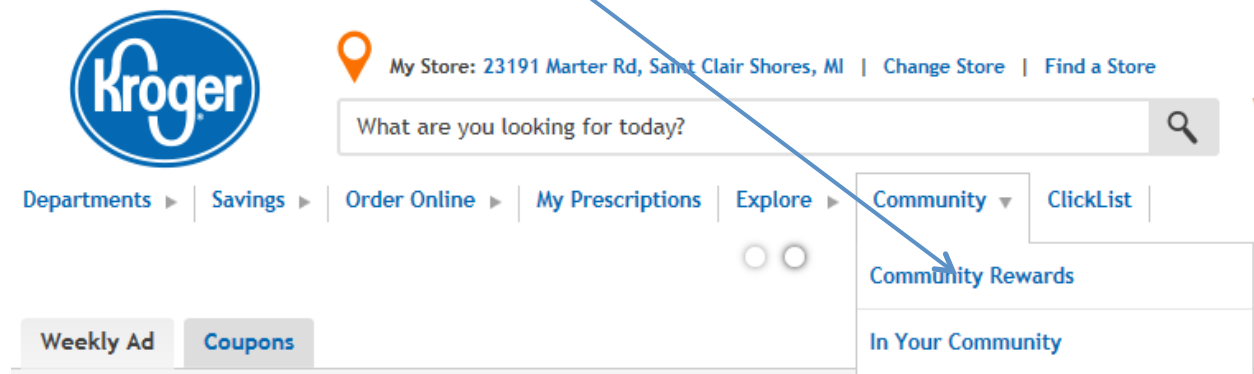 Kroger
My Store: 23191 Marter Rd, Saint Clair Shores, MI | Change Store | Find a Store
What are you looking for today?
Departments Savings Order Online My Prescriptions Explore Community ClickList
Community Rewards
Weekly Ad Coupons
In Your Community